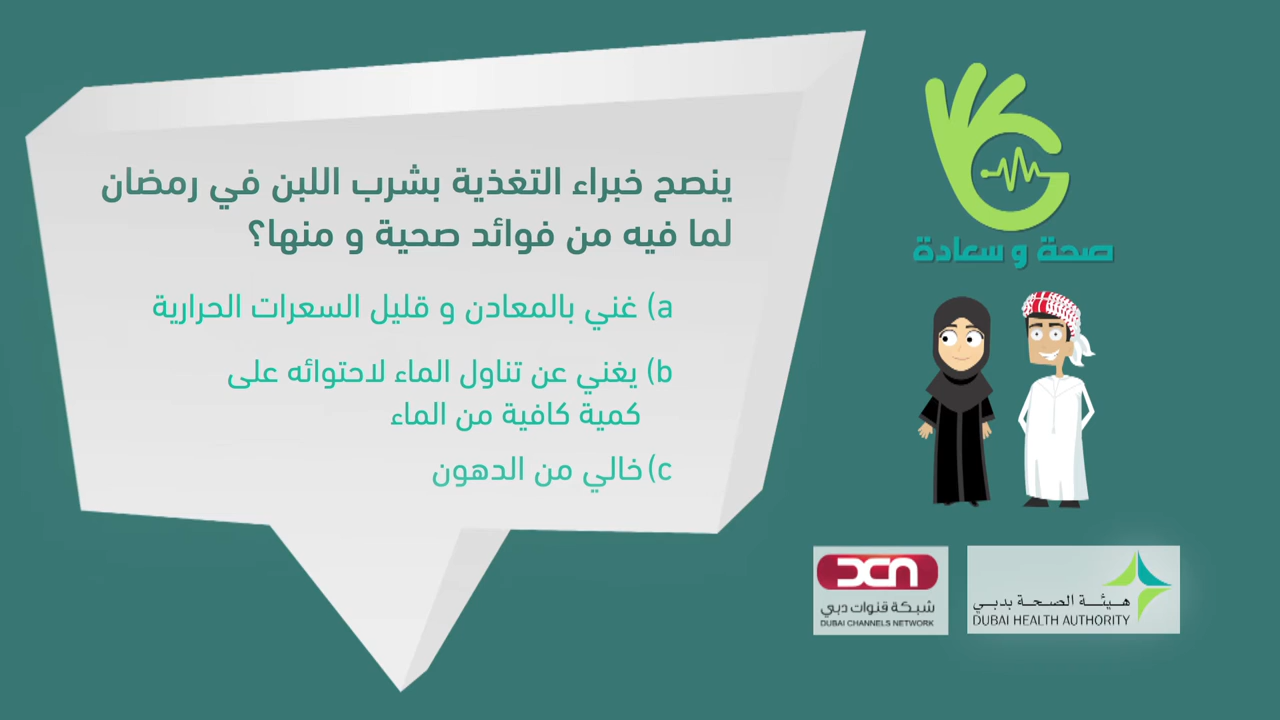 ينصح خبراء التغذية بشرب اللبن في رمضان
لما فيه من فوائد صحية و منها؟
a) غني بالمعادن و قليل السعرات الحرارية
b) يغني عن تناول الماء لاحتوائه على
كمية كافية من الماء
c) خالي من الدهون
صحة و سعادة
DCN
شبكة قنوات دبي
DUBAI CHANNELS NETWORK
هيئة الصحة بدبي
DUBAI HEALTH AUTHORITY